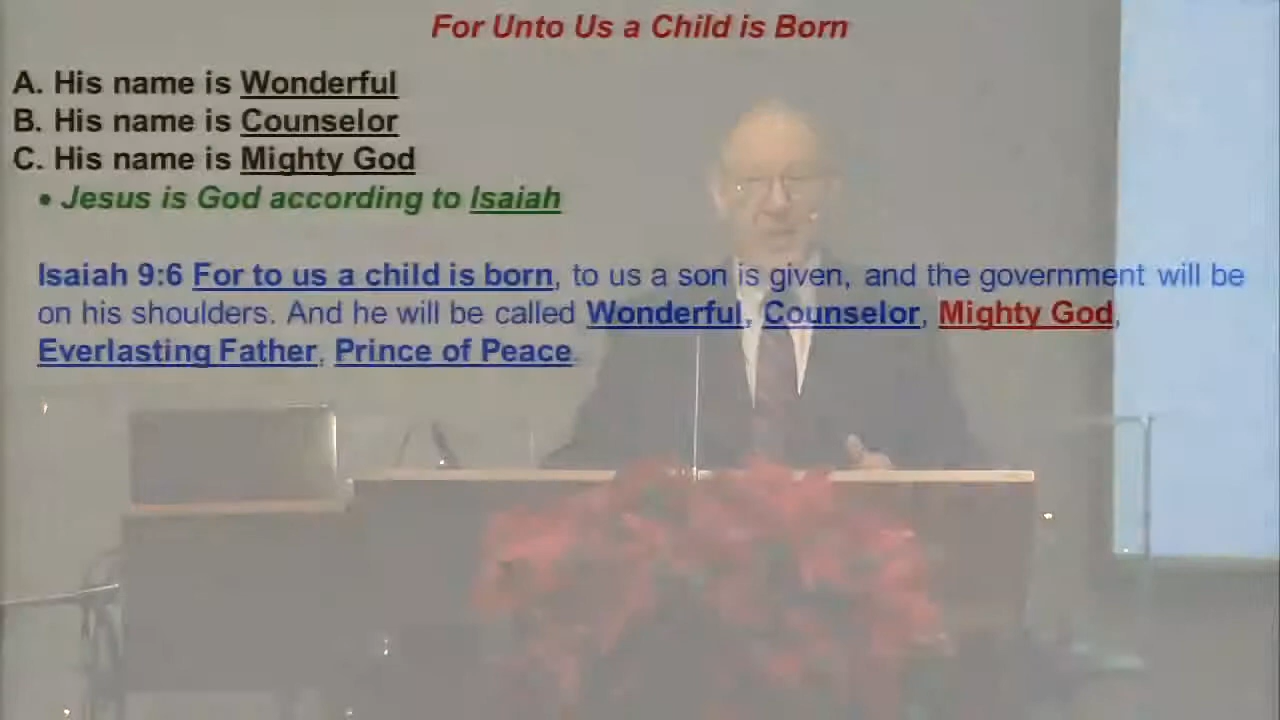 For Unto Us a Child is Born
A. His name is Wonderful
B. His name is Counselor
C. His name is Mighty God
• Jesus is God according to Isaiah
Isaiah 9:6 For to us a child is born, to us a son is given, and the government will be
on his shoulders. And he will be called Wonderful, Counselor, Mighty God,
Everlasting Father, Prince of Peace.